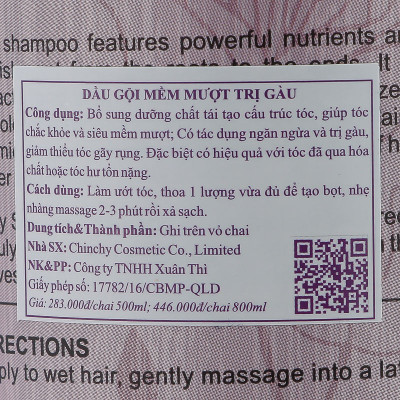 shampoo features powerful nutrients
to the ends. It
DẦU GỘI MỀM MƯỢT TRỊ GÀU
Công dụng: Bổ sung dưỡng chất tái tạo cấu trúc tóc, giúp tóc
chắc khỏe và siêu mềm mượt; Có tác dụng ngăn ngừa và trị gàu,
giảm thiểu tóc gãy rụng. Đặc biệt có hiệu quả với tóc đã qua hóa
chất hoặc tóc hư tổn nặng.
Cách dùng: Làm ướt tóc, thoa 1 lượng vừa đủ để tạo bọt, nhẹ
nhàng massage 2-3 phút rồi xả sạch.
Dung tích&Thành phần: Ghi trên vỏ chai
Nhà SX: Chinchy Cosmetic Co., Limited
NK&PP: Công ty TNHH Xuân Thì
Giấy phép số: 17782/16/CBMP-QLD
Giá: 283.000đ/chai 500ml; 446.000đ/chai 800ml
RECTIONS
ply to wet hair, gently massage into a lat